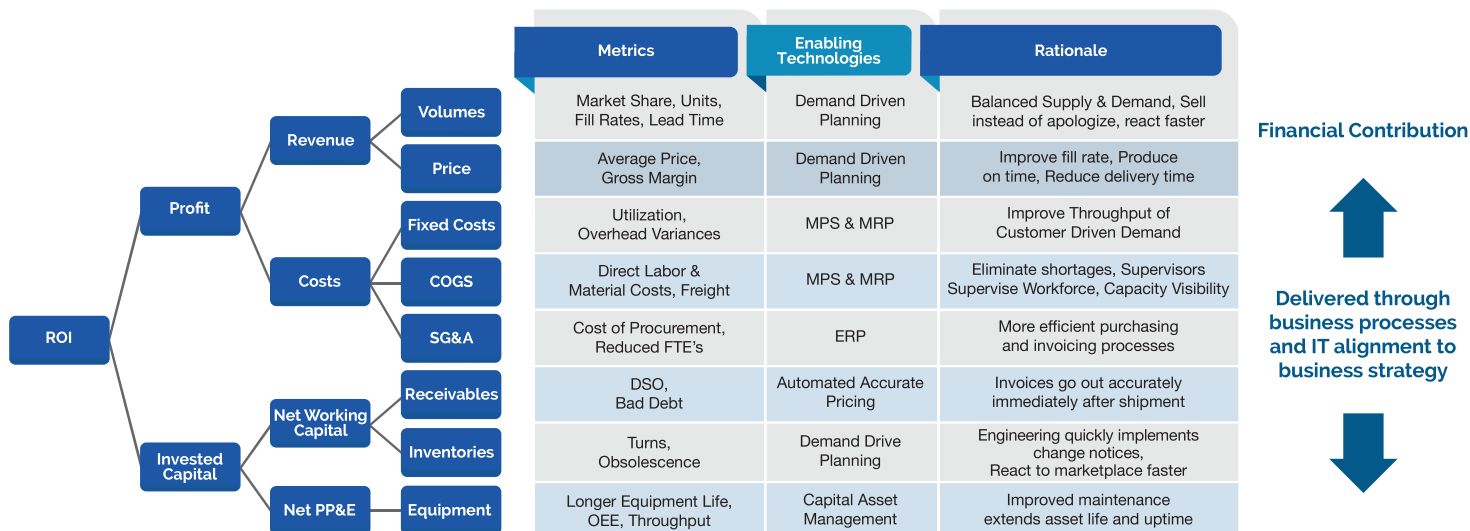 Metrics
Enabling
Technologies
Rationale
ROI
Profit
Invested
Capital
Revenue
Costs
Net Working
Capital
Net PP&E
Volumes
Market Share, Units,
Fill Rates, Lead Time
Demand Driven
Planning
Balanced Supply & Demand, Sell
instead of apologize, react faster
Price
Average Price,
Gross Margin
Demand Driven
Planning
Improve fill rate, Produce
on time, Reduce delivery time
Fixed Costs
Utilization,
Overhead Variances
MPS & MRP
Improve Throughput of
Customer Driven Demand
COGS
Direct Labor &
Material Costs, Freight
MPS & MRP
Eliminate shortages, Supervisors
Supervise Workforce, Capacity Visibility
SG&A
Cost of Procurement,
Reduced FTE's
ERP
More efficient purchasing
and invoicing processes
Receivables
DSO,
Bad Debt
Automated Accurate
Pricing
Invoices go out accurately
immediately after shipment
Inventories
Turns,
Obsolescence
Demand Drive
Planning
Engineering quickly implements
change notices,
React to marketplace faster
Equipment
Longer Equipment Life,
OEE, Throughput
Capital Asset
Management
Improved maintenance
extends asset life and uptime
Financial Contribution
Delivered through
business processes
and IT alignment to
business strategy